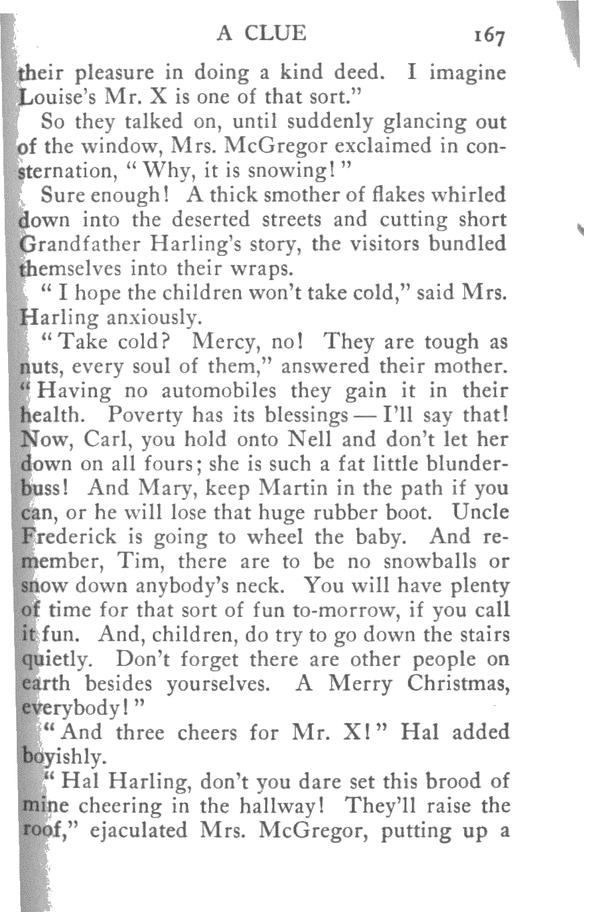 A CLUE 167
their pleasure in doing a kind deed. I imagine
Louise's Mr. X is one of that sort.”
So they talked on, until suddenly glancing out
of the window, Mrs. McGregor exclaimed in con-
sternation, “ Why, it is snowing! ”
Sure enough! A thick smother of flakes whirled
down into the deserted streets and cutting short
Grandfather Harling's story, the visitors bundled
themselves into their wraps.
“ I hope the children won't take cold,” said Mrs.
Harling anxiously.
“ Take cold? Mercy, no! They are tough as
nuts, every soul of them,” answered their mother.
“ Having no automobiles they gain it in their
health. Poverty has its blessings — I'll say that!
Now, Carl, you hold onto Nell and don't let her
down on all fours; she is such a fat little blunder-
buss! And Mary, keep Martin in the path if you
can, or he will lose that huge rubber boot. Uncle
Frederick is going to wheel the baby. And re-
member, Tim, there are to be no snowballs or
snow down anybody's neck. You will have plenty
of time for that sort of fun to-morrow, if you call
it fun. And, children, do try to go down the stairs
quietly. Don't forget there are other people on
earth besides yourselves. A Merry Christmas,
everybody! ”
“ And three cheers for Mr. X! ” Hal added
boyishly.
“ Hal Harling, don't you dare set this brood of
mine cheering in the hallway! They'll raise the
roof,” ejaculated Mrs. McGregor, putting up a